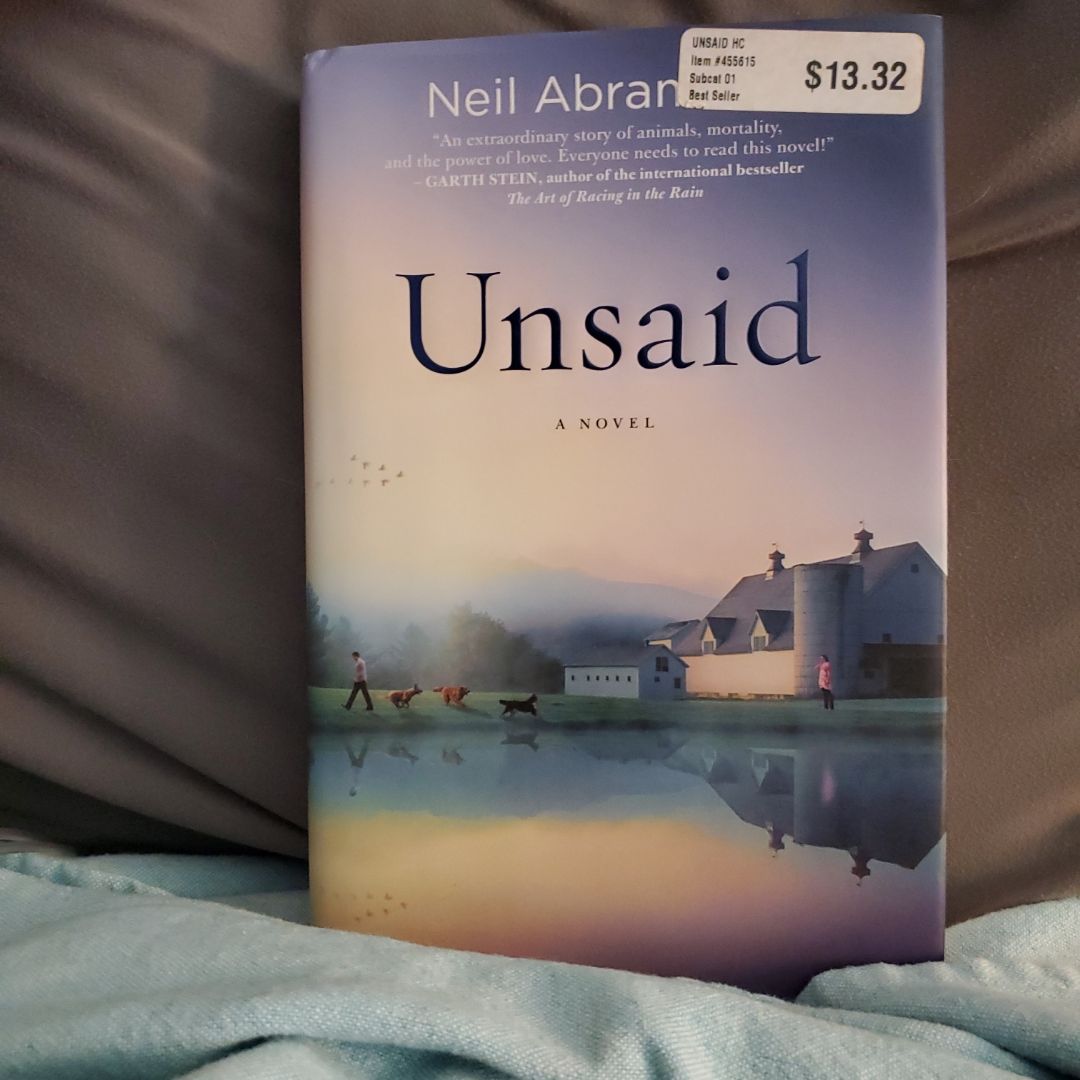 UNSAID HC
Item #455615
Subcat 01
Best Seller
$13.32
Neil Abram
“An extraordinary story of animals, mortality,
and the power of love. Everyone needs to read this novel!”
– GARTH STEIN, author of the international bestseller
The Art of Racing in the Rain
Unsaid
A NOVEL